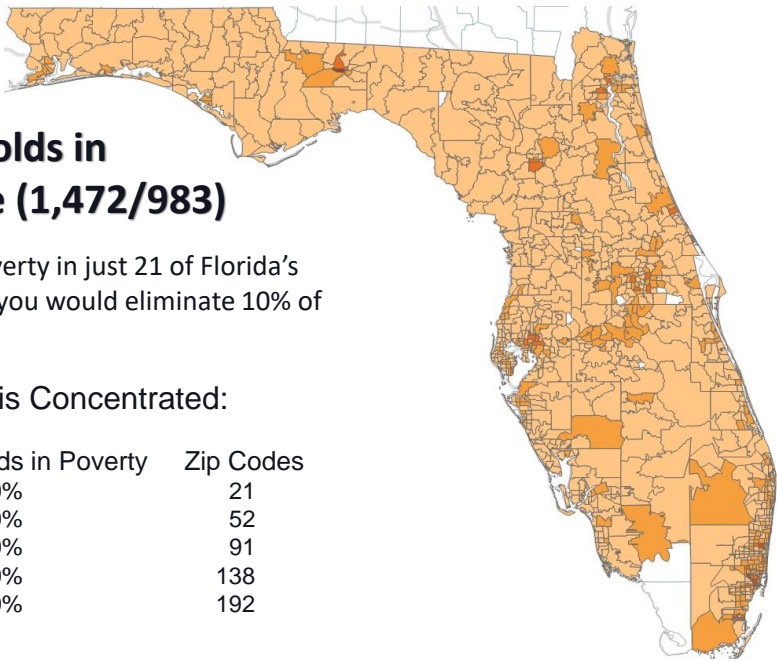 olds in
e (1,472/983)
verty in just 21 of Florida’s
you would eliminate 10% of
is Concentrated:
ds in Poverty Zip Codes
0% 21
0% 52
0% 91
0% 138
0% 192